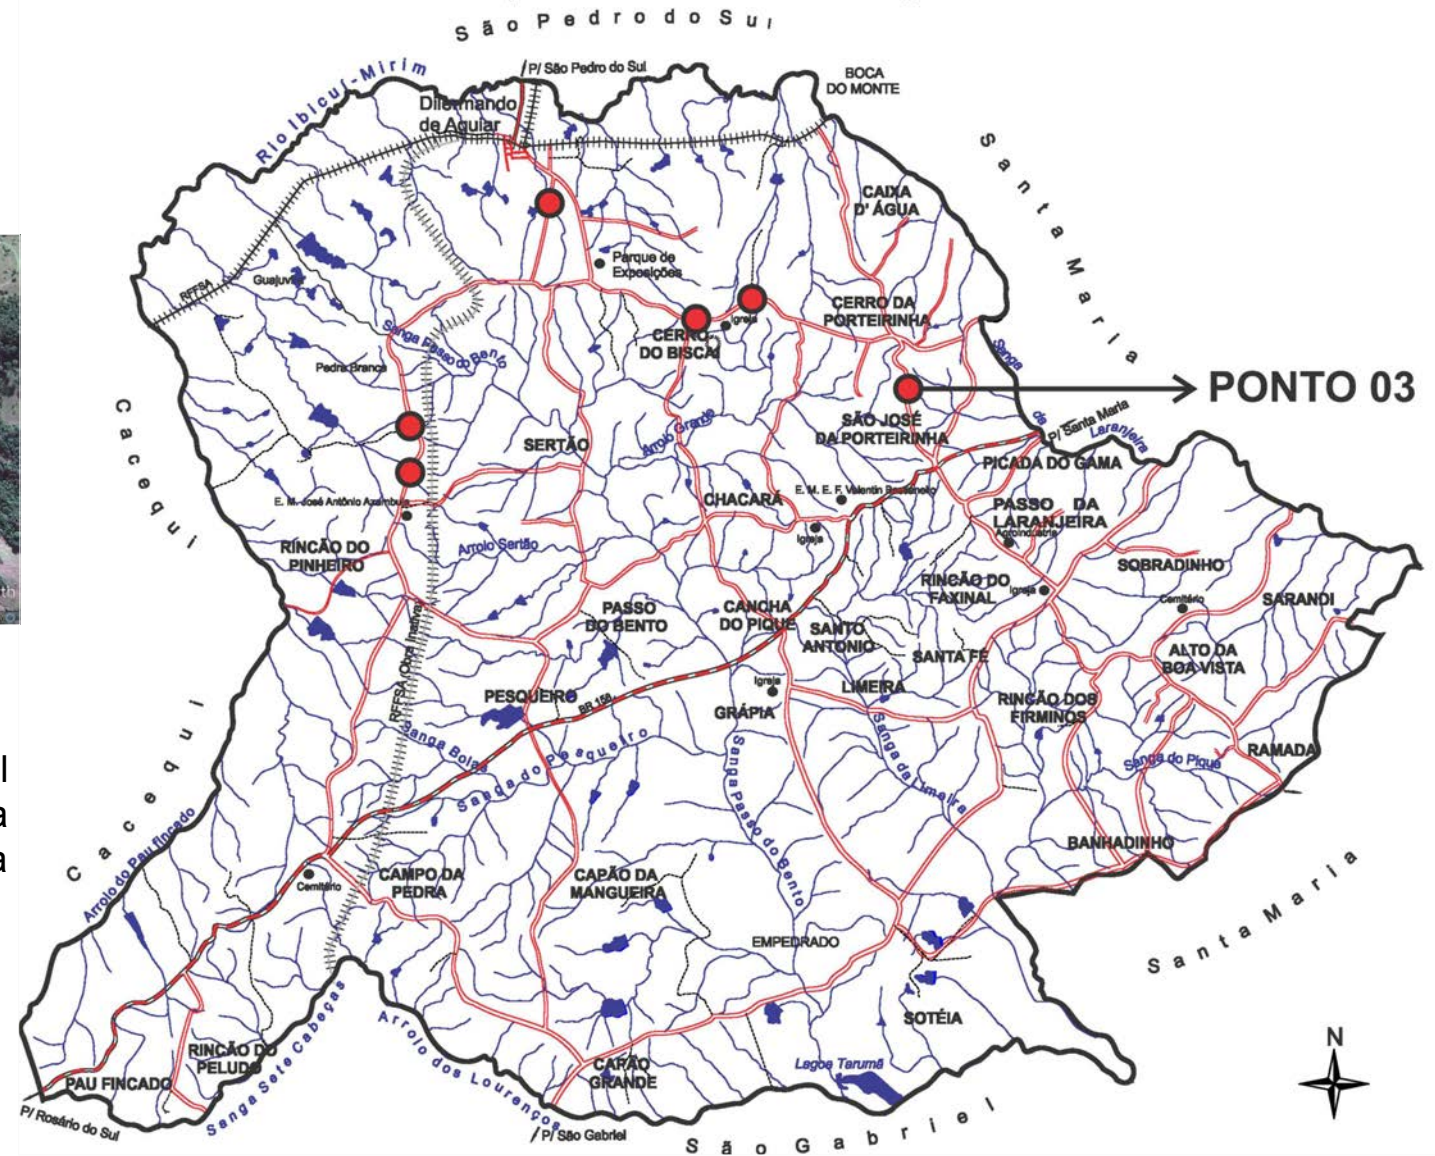 São Pedro do Sul
P/ São Pedro do Sul
BOCA
DO MONTE
Rio Ibicuí-Mirim
Dilermando
de Aguiar
Santa Maria
CAIXA
D' ÁGUA
Parque de
Exposições
RFFSA
Guajuvira
CERRO DA
PORTEIRINHA
Igreja
CERRO
DO BISCAI
Sanga Passo do Bento
Pedra Branca
Sanga
da
Laranjeira
PONTO 03
P/ Santa Maria
Cacequi
SÃO JOSÉ
DA PORTEIRINHA
Arroio Grande
SERTÃO
PICADA DO GAMA
E. M. José Antônio Azambuja
CHACARÁ
E. M. E. F. Valentin
PASSO DA
LARANJEIRA
Agroindústria
Igreja
Arroio Sertão
RINCÃO DO
PINHEIRO
SOBRADINHO
RINCÃO DO
FAXINAL
Igreja
Cemitério
SARANDI
PASSO
DO BENTO
CANCHA
DO PIQUE
SANTO
ANTONIO
SANTA FÉ
ALTO DA
BOA VISTA
RFFSA (Obra Inativa)
PESQUEIRO
BR 158
Igreja
LIMEIRA
GRÁPIA
RINCÃO DOS
FIRMINOS
RAMADA
Sanga Bolas
Sanga do Pesqueiro
Sanga Passo do Bento
Sanga da Limeira
Sanga do Pique
Cacequi
l
a
a
Arroio do Pau fincado
BANHADINHO
Cemitério
CAMPO DA
PEDRA
CAPÃO DA
MANGUEIRA
EMPEDRADO
Santa Maria
SOTÉIA
Sanga Sete Cabeças
Arroio dos Lourenços
RINCÃO DO
PELUDO
PAU FINCADO
CAPÃO
GRANDE
Lagoa Tarumã
N
P/ Rosário do Sul
P/ São Gabriel
São Gabriel